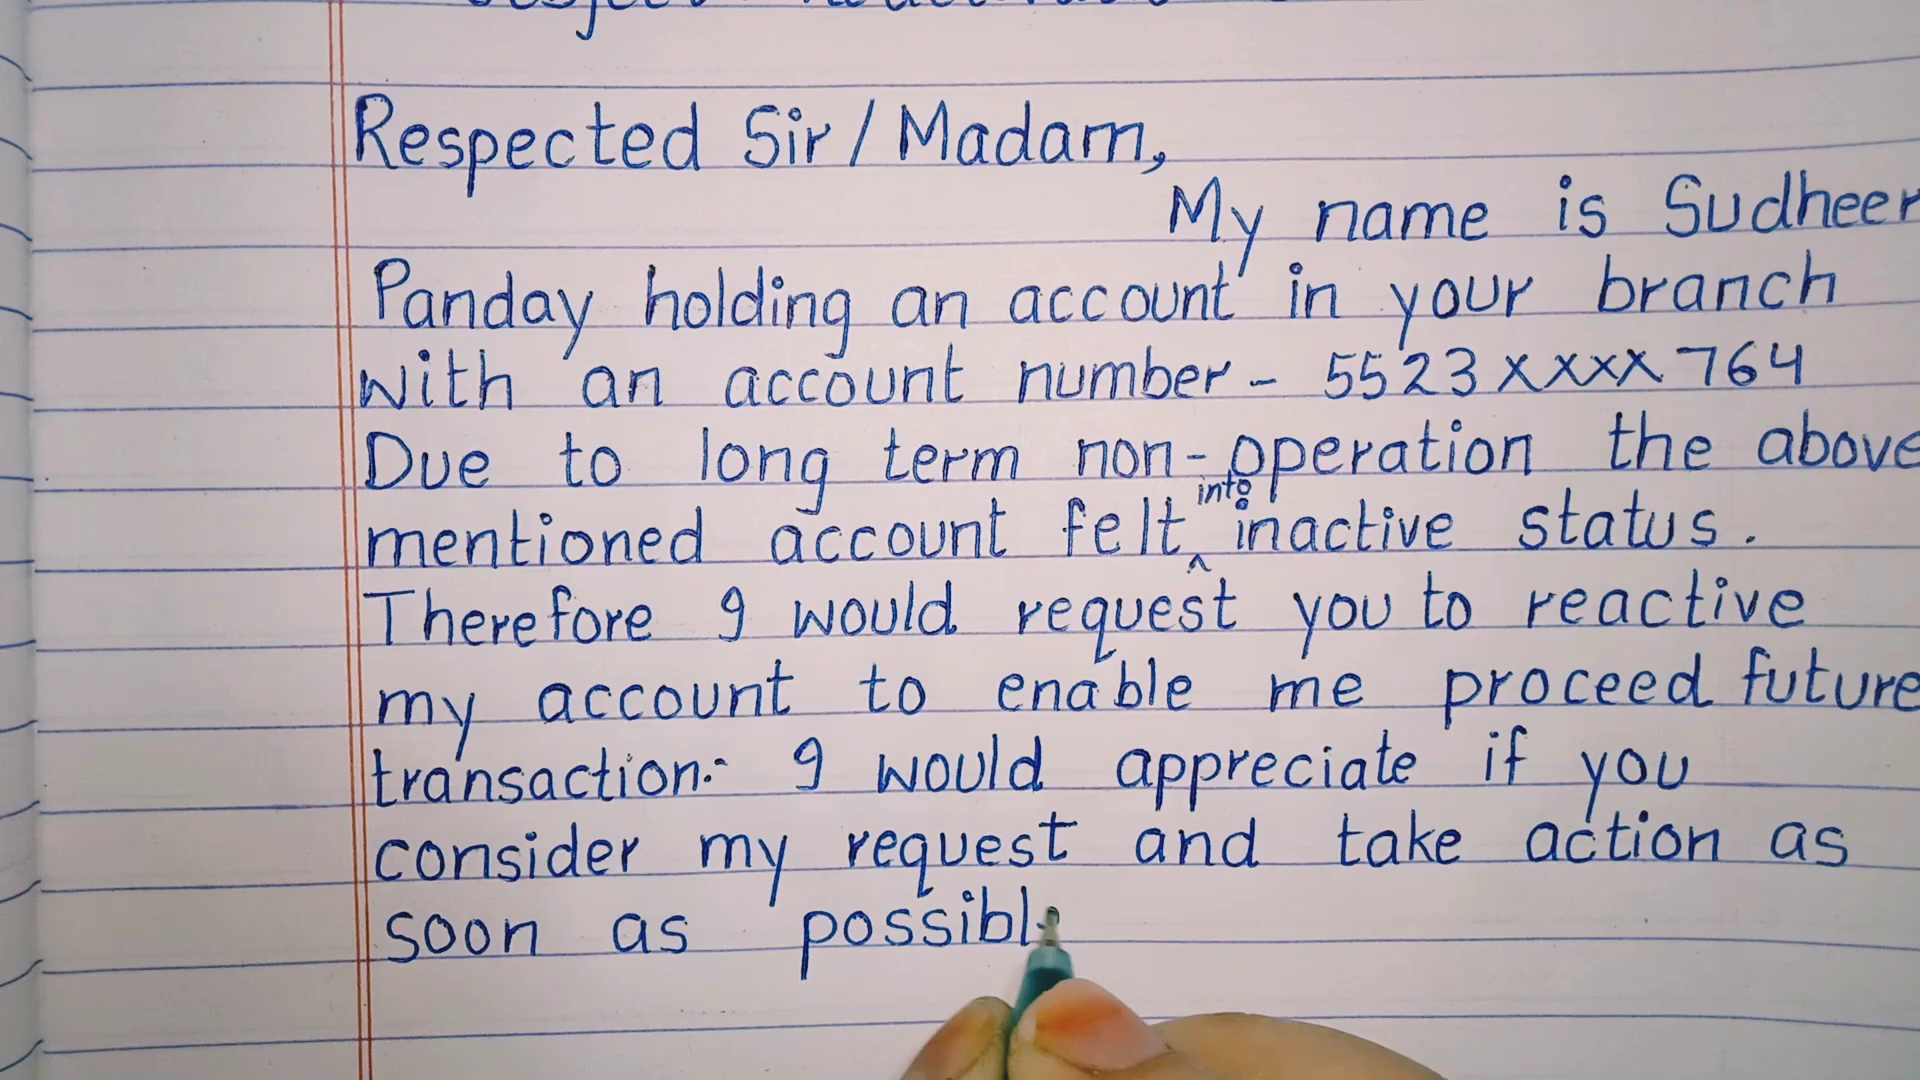 Respected Sir / Madam,
My name is Sudheer
Panday holding an account in your branch
with an account number - 5523xxxx764
Due to long term non-operation the above
mentioned account felt into inactive status.
Therefore I would request you to reactive
my account to enable me proceed future
transaction.- I would appreciate if you
consider my request and take action as
soon as possibl